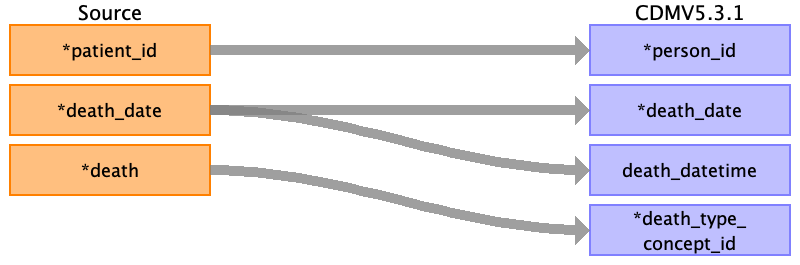 Source
CDMV5.3.1
*patient_id
*person_id
*death_date
*death_date
*death
death_datetime
*death_type_
concept_id